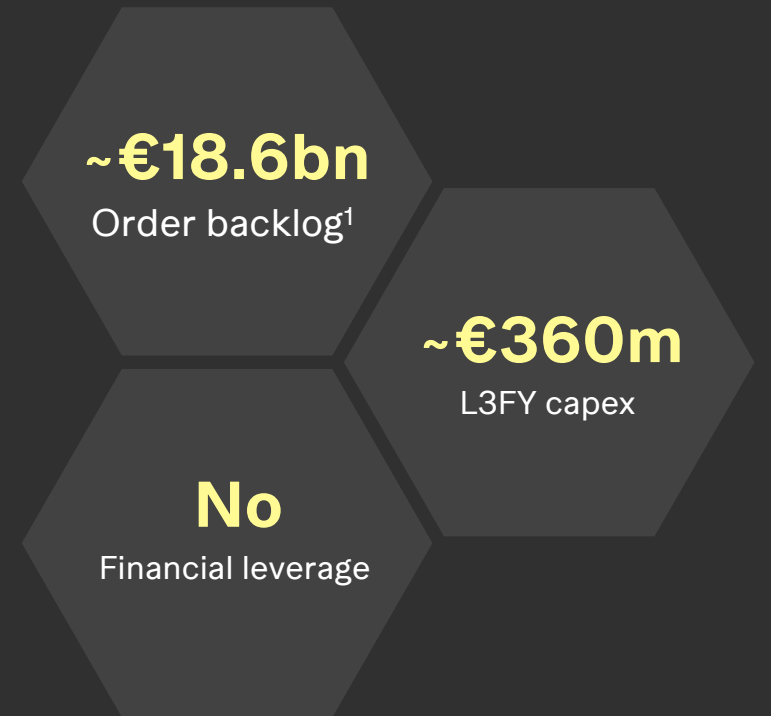 ~€18.6bn
Order backlog¹
~€360m
L3FY capex
No
Financial leverage